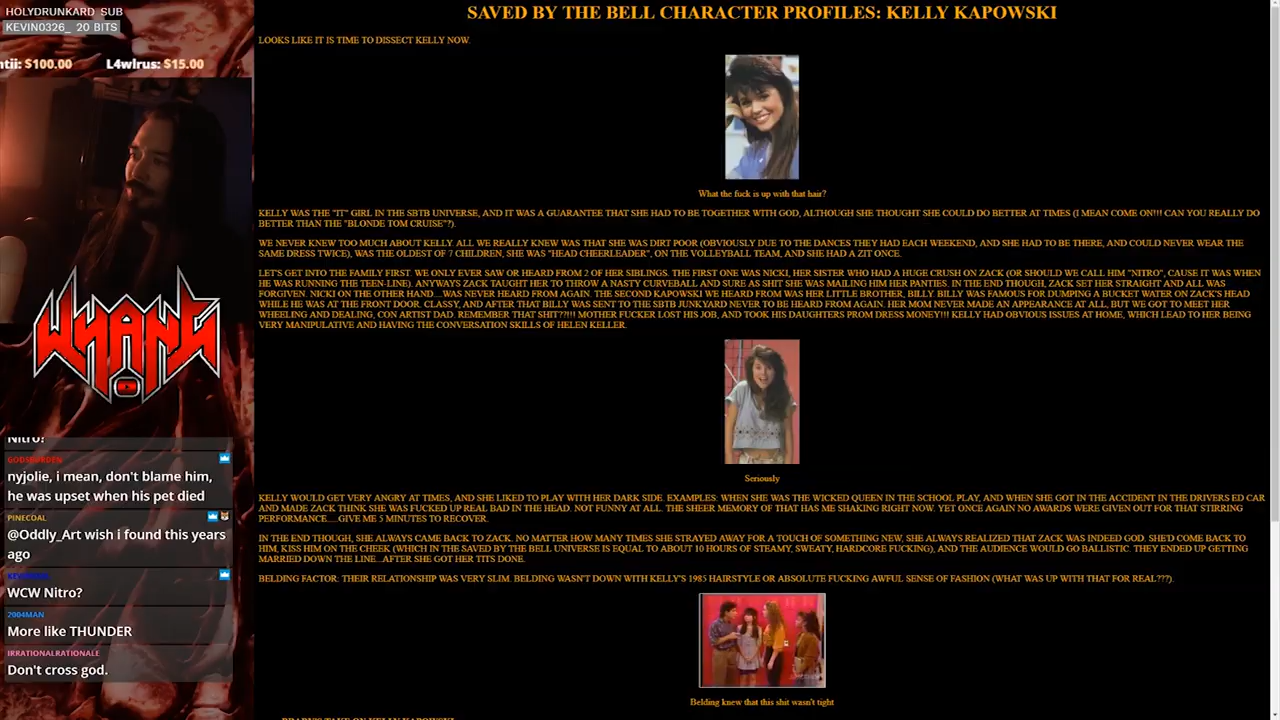 HOLYDRUNKARD SUB
KEVIN0326_ 20 BITS
ntii: $100.00 L4wlrus: $15.00
WHANG
NITRO?
GODSBURDEN
nyjolie, i mean, don't blame him,
he was upset when his pet died
PINECOAL
@Oddly_Art wish i found this years
ago
WCW Nitro?
2004MAN
More like THUNDER
IRRATIONALRATIONALE
Don't cross god.
SAVED BY THE BELL CHARACTER PROFILES: KELLY KAPOWSKI
LOOKS LIKE IT IS TIME TO DISSECT KELLY NOW.
What the fuck is up with that hair?
KELLY WAS THE "IT" GIRL IN THE SBTB UNIVERSE, AND IT WAS A GUARANTEE THAT SHE HAD TO BE TOGETHER WITH GOD, ALTHOUGH SHE THOUGHT SHE COULD DO BETTER AT TIMES (I MEAN COME ON!!! CAN YOU REALLY DO
BETTER THAN THE "BLONDE TOM CRUISE"?).
WE NEVER KNEW TOO MUCH ABOUT KELLY ALL WE REALLY KNEW WAS THAT SHE WAS DIRT POOR (OBVIOUSLY DUE TO THE DANCES THEY HAD EACH WEEKEND, AND SHE HAD TO BE THERE, AND COULD NEVER WEAR THE
SAME DRESS TWICE), WAS THE OLDEST OF 7 CHILDREN, SHE WAS "HEAD CHEERLEADER", ON THE VOLLEYBALL TEAM, AND SHE HAD A ZIT ONCE.
LET'S GET INTO THE FAMILY FIRST. WE ONLY EVER SAW OR HEARD FROM 2 OF HER SIBLINGS. THE FIRST ONE WAS NICKI, HER SISTER WHO HAD A HUGE CRUSH ON ZACK (OR SHOULD WE CALL HIM "NITRO", CAUSE IT WAS WHEN
HE WAS RUNNING THE TEEN-LINE). ANYWAYS ZACK TAUGHT HER TO THROW A NASTY CURVEBALL AND SURE AS SHIT SHE WAS MAILING HIM HER PANTIES. IN THE END THOUGH, ZACK SET HER STRAIGHT AND ALL WAS
FORGIVEN. NICKI ON THE OTHER HAND....WAS NEVER HEARD FROM AGAIN. THE SECOND KAPOWSKI WE HEARD FROM WAS HER LITTLE BROTHER, BILLY. BILLY WAS FAMOUS FOR DUMPING A BUCKET WATER ON ZACK'S HEAD
WHILE HE WAS AT THE FRONT DOOR. CLASSY, AND AFTER THAT BILLY WAS SENT TO THE SBTB JUNKYARD NEVER TO BE HEARD FROM AGAIN. HER MOM NEVER MADE AN APPEARANCE AT ALL, BUT WE GOT TO MEET HER
WHEELING AND DEALING, CON ARTIST DAD. REMEMBER THAT SHIT??!!! MOTHER FUCKER LOST HIS JOB, AND TOOK HIS DAUGHTERS PROM DRESS MONEY!!! KELLY HAD OBVIOUS ISSUES AT HOME, WHICH LEAD TO HER BEING
VERY MANIPULATIVE AND HAVING THE CONVERSATION SKILLS OF HELEN KELLER.
Seriously
KELLY WOULD GET VERY ANGRY AT TIMES, AND SHE LIKED TO PLAY WITH HER DARK SIDE. EXAMPLES: WHEN SHE WAS THE WICKED QUEEN IN THE SCHOOL PLAY, AND WHEN SHE GOT IN THE ACCIDENT IN THE DRIVERS ED CAR
AND MADE ZACK THINK SHE WAS FUCKED UP REAL BAD IN THE HEAD. NOT FUNNY AT ALL. THE SHEER MEMORY OF THAT HAS ME SHAKING RIGHT NOW. YET ONCE AGAIN NO AWARDS WERE GIVEN OUT FOR THAT STIRRING
PERFORMANCE.....GIVE ME 5 MINUTES TO RECOVER.
IN THE END THOUGH, SHE ALWAYS CAME BACK TO ZACK. NO MATTER HOW MANY TIMES SHE STRAYED AWAY FOR A TOUCH OF SOMETHING NEW, SHE ALWAYS REALIZED THAT ZACK WAS INDEED GOD. SHE'D COME BACK TO
HIM, KISS HIM ON THE CHEEK (WHICH IN THE SAVED BY THE BELL UNIVERSE IS EQUAL TO ABOUT 10 HOURS OF STEAMY, SWEATY, HARDCORE FUCKING), AND THE AUDIENCE WOULD GO BALLISTIC. THEY ENDED UP GETTING
MARRIED DOWN THE LINE...AFTER SHE GOT HER TITS DONE.
BELDING FACTOR: THEIR RELATIONSHIP WAS VERY SLIM. BELDING WASN'T DOWN WITH KELLY'S 1985 HAIRSTYLE OR ABSOLUTE FUCKING AWFUL SENSE OF FASHION (WHAT WAS UP WITH THAT FOR REAL???).
Belding knew that this shit wasn't tight
BRADY'S TAKE ON KELLY KAPOWSKI